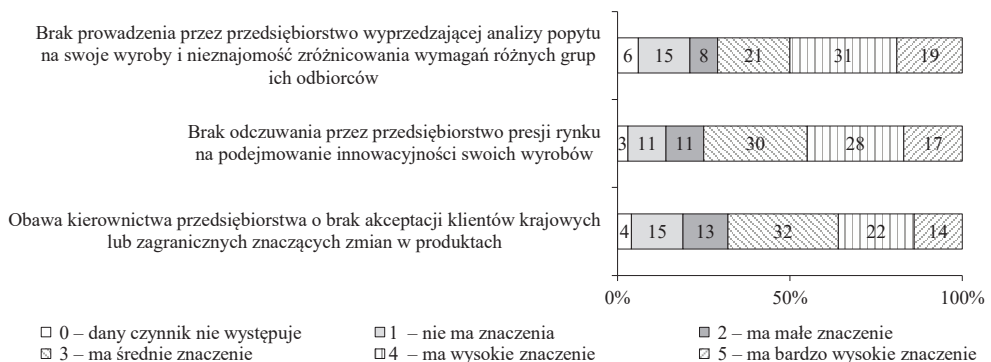 Brak prowadzenia przez przedsiębiorstwo wyprzedzającej analizy popytu
na swoje wyroby i nieznajomość zróżnicowania wymagań różnych grup
ich odbiorców
6 15 8 21 31 19
Brak odczuwania przez przedsiębiorstwo presji rynku
na podejmowanie innowacyjności swoich wyrobów
3 11 11 30 28 17
Obawa kierownictwa przedsiębiorstwa o brak akceptacji klientów krajowych
lub zagranicznych znaczących zmian w produktach
4 15 13 32 22 14
0% 50% 100%
0 – dany czynnik nie występuje 1 – nie ma znaczenia 2 – ma małe znaczenie
3 – ma średnie znaczenie 4 – ma wysokie znaczenie 5 – ma bardzo wysokie znaczenie